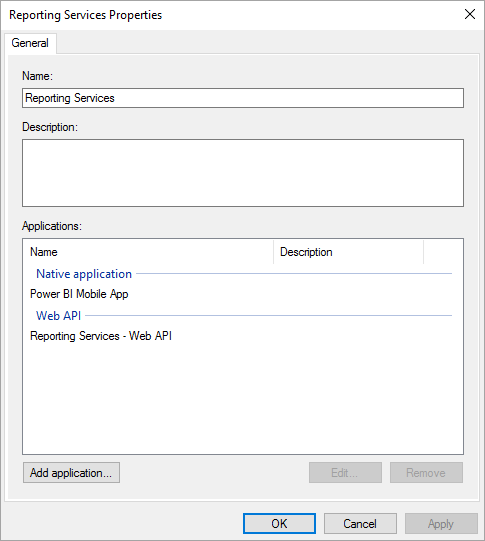 Reporting Services Properties
General
Name:
Reporting Services
Description:
Applications:
Name Description
Native application
Power BI Mobile App
Web API
Reporting Services - Web API
Add application... Edit... Remove
OK Cancel Apply